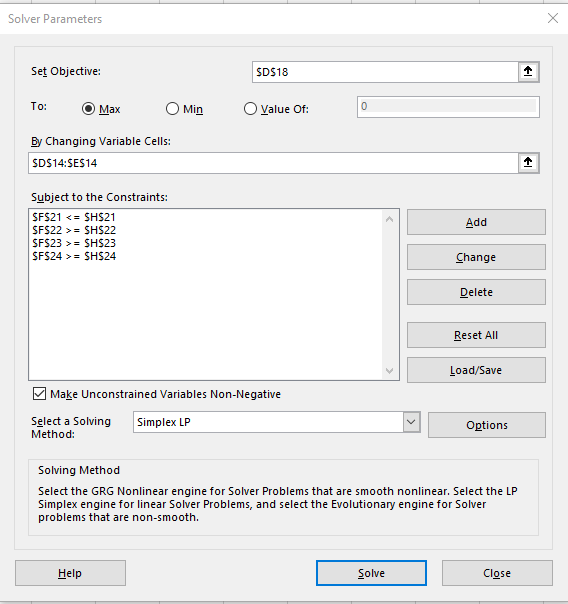 Solver Parameters
Set Objective:
$D$18
To:
Max
Min
Value Of:
0
By Changing Variable Cells:
$D$14:$E$14
Subject to the Constraints:
$F$21 <= $H$21
$F$22 >= $H$22
$F$23 >= $H$23
$F$24 >= $H$24
Add
Change
Delete
Reset All
Load/Save
Make Unconstrained Variables Non-Negative
Select a Solving
Method:
Simplex LP
Options
Solving Method
Select the GRG Nonlinear engine for Solver Problems that are smooth nonlinear. Select the LP
Simplex engine for linear Solver Problems, and select the Evolutionary engine for Solver
problems that are non-smooth.
Help
Solve
Close